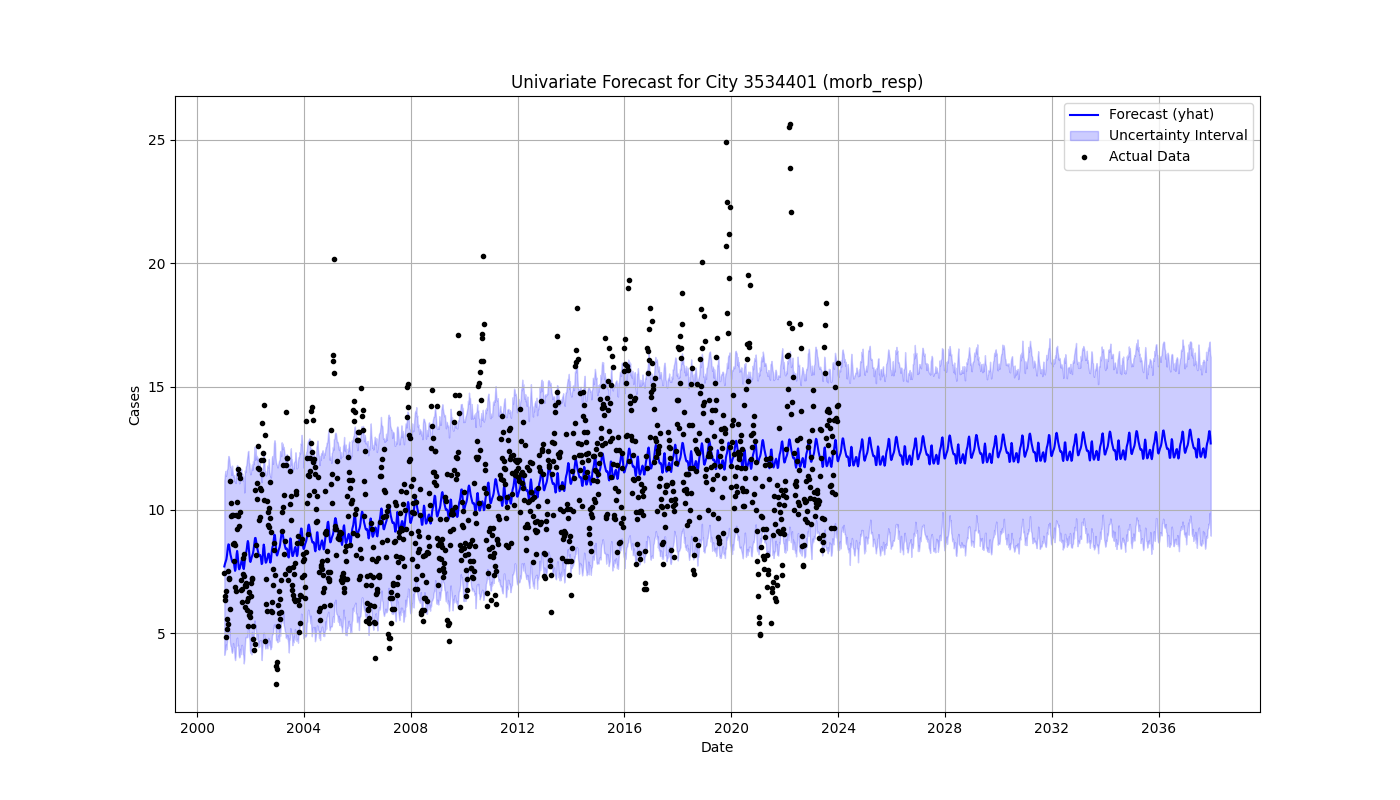 Univariate Forecast for City 3534401 (morb_resp)
Forecast (yhat)
Uncertainty Interval
Actual Data
25
20
15
10
5
Cases
2000 2004 2008 2012 2016 2020 2024 2028 2032 2036
Date